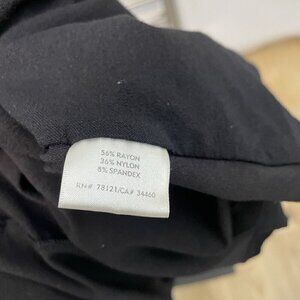 56% RAYON
36% NYLON
8% SPANDEX
RN# 78121/CA# 34460